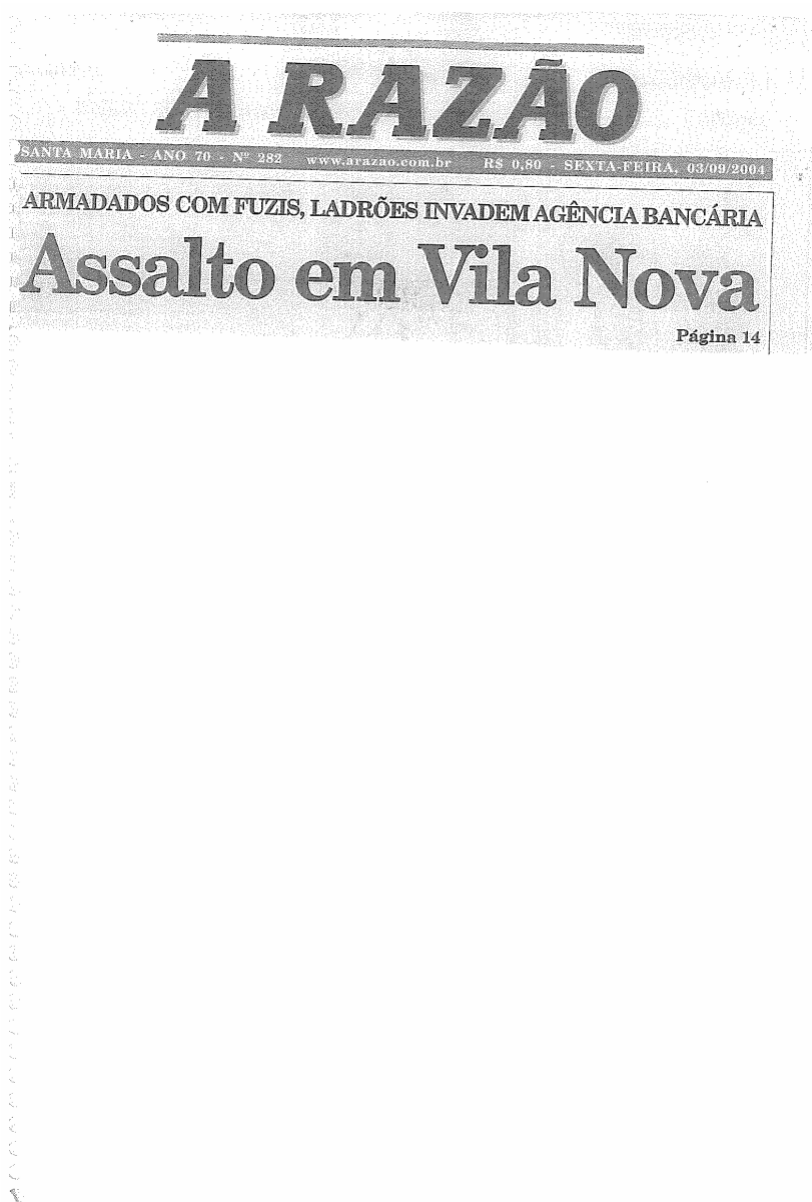 A RAZÃO
SANTA MARIA - ANO 70 - Nº 282 www.arazao.com.br R$ 0,80 - SEXTA-FEIRA, 03/09/2004
ARMADADOS COM FUZIS, LADRÕES INVADEM AGÊNCIA BANCÁRIA
Assalto em Vila Nova
Página 14